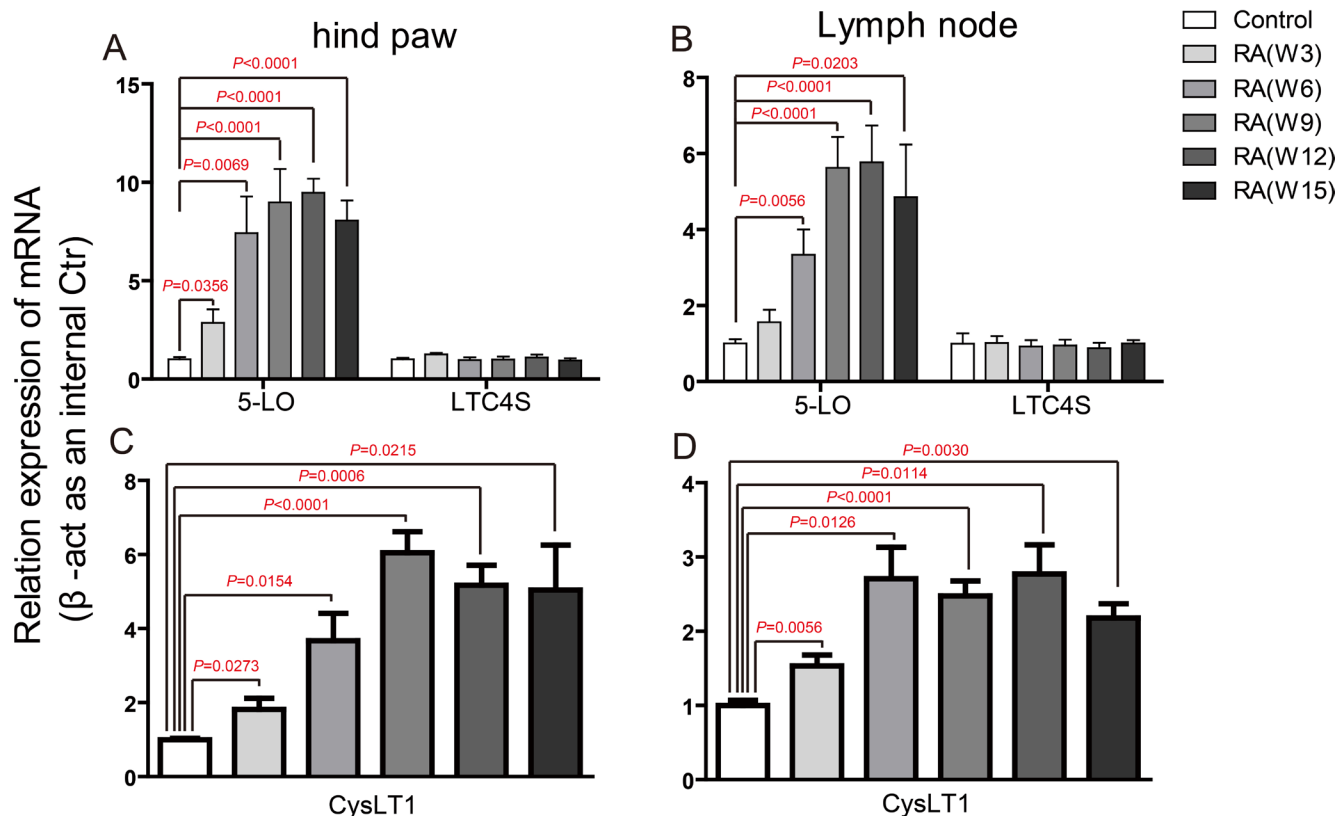 A
hind paw
B
Lymph node
Control
RA(W3)
RA(W6)
RA(W9)
RA(W12)
RA(W15)
Relation expression of mRNA
(β -act as an internal Ctr)
15
10
5
0
P<0.0001
P<0.0001
P<0.0001
P=0.0069
P=0.0356
5-LO
LTC4S
8
6
4
2
0
P=0.0203
P<0.0001
P<0.0001
P=0.0056
5-LO
LTC4S
C
8
6
4
2
0
P=0.0215
P=0.0006
P<0.0001
P=0.0154
P=0.0273
CysLT1
D
4
3
2
1
0
P=0.0030
P=0.0114
P<0.0001
P=0.0126
P=0.0056
CysLT1